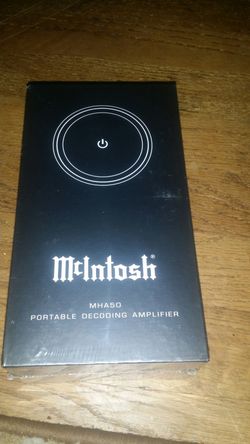 McIntosh
MHA50
PORTABLE DECODING AMPLIFIER